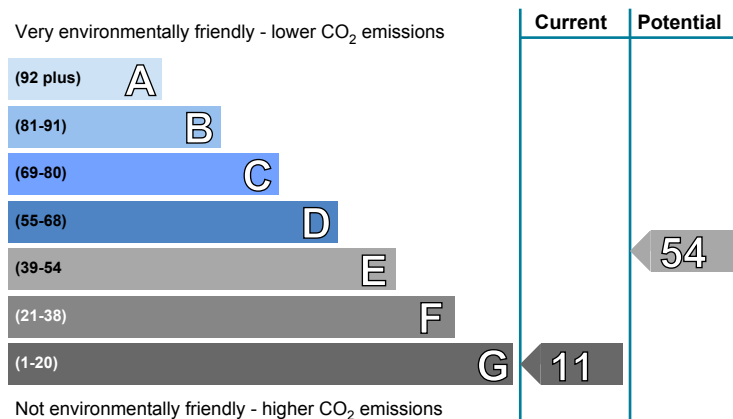 Current Potential
Very environmentally friendly - lower CO2 emissions
(92 plus) A
(81-91) B
(69-80) C
(55-68) D
54
(39-54 E
(21-38) F
(1-20) G 11
Not environmentally friendly - higher CO2 emissions